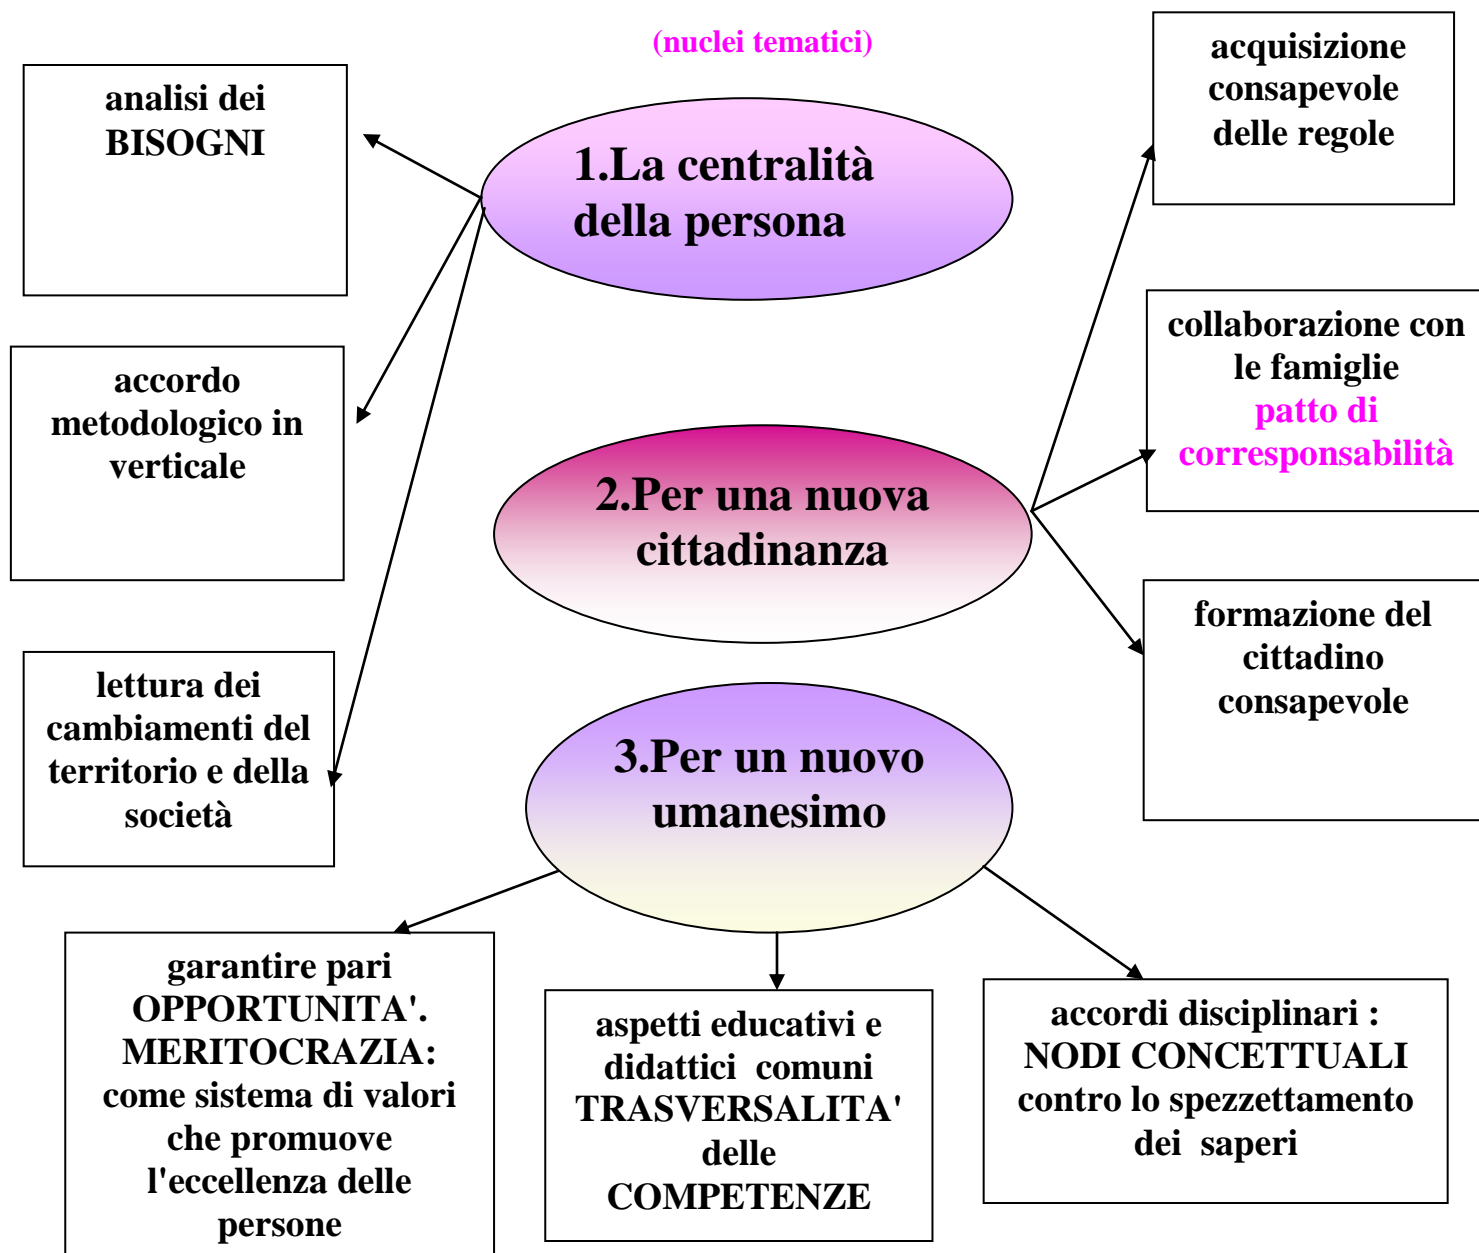 (nuclei tematici)
analisi dei
BISOGNI
1.La centralità
della persona
acquisizione
consapevole
delle regole
accordo
metodologico in
verticale
collaborazione con
le famiglie
patto di
corresponsabilità
2.Per una nuova
cittadinanza
lettura dei
cambiamenti del
territorio e della
società
formazione del
cittadino
consapevole
3.Per un nuovo
umanesimo
garantire pari
OPPORTUNITA'.
MERITOCRAZIA:
come sistema di valori
che promuove
l'eccellenza delle
persone
aspetti educativi e
didattici  comuni
TRASVERSALITA'
delle
COMPETENZE
accordi disciplinari :
NODI CONCETTUALI
contro lo spezzettamento
dei  saperi